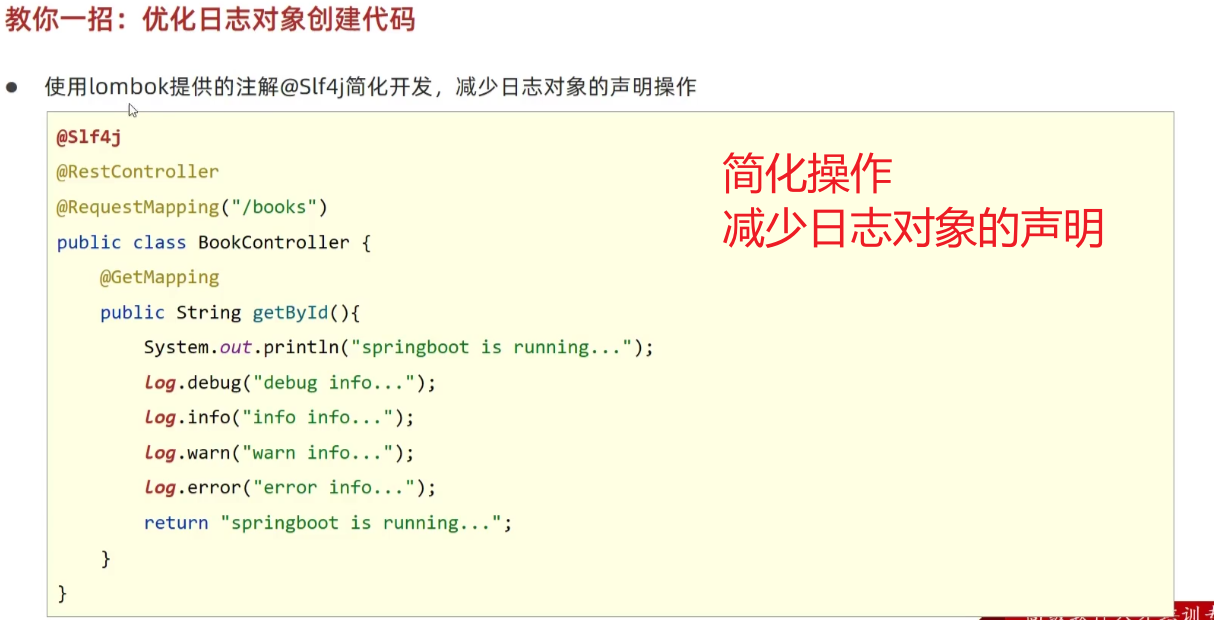 教你一招：优化日志对象创建代码
● 使用lombok提供的注解@Slf4j简化开发，减少日志对象的声明操作
@Slf4j
@RestController
@RequestMapping("/books")
public class BookController {
@GetMapping
public String getById(){
System.out.println("springboot is running...");
log.debug("debug info...");
log.info("info info...");
log.warn("warn info...");
log.error("error info...");
return "springboot is running...";
}
}
简化操作
减少日志对象的声明